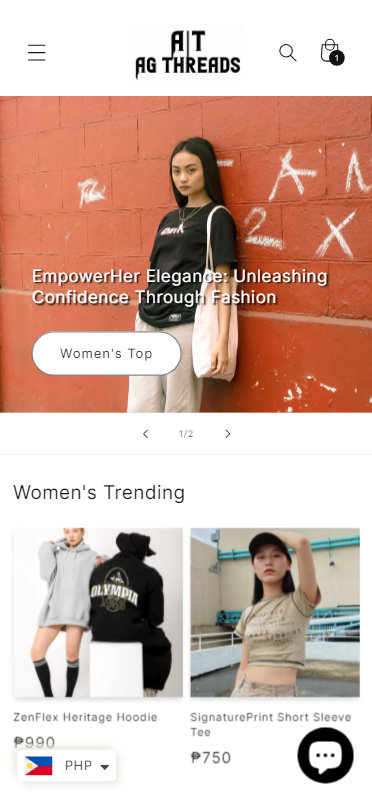 A|T
AG THREADS
1
EmpowerHer Elegance: Unleashing
Confidence Through Fashion
Women's Top
1/2
Women's Trending
OLYMPIA
ZenFlex Heritage Hoodie
SignaturePrint Short Sleeve
Tee
₱990
₱750
PHP